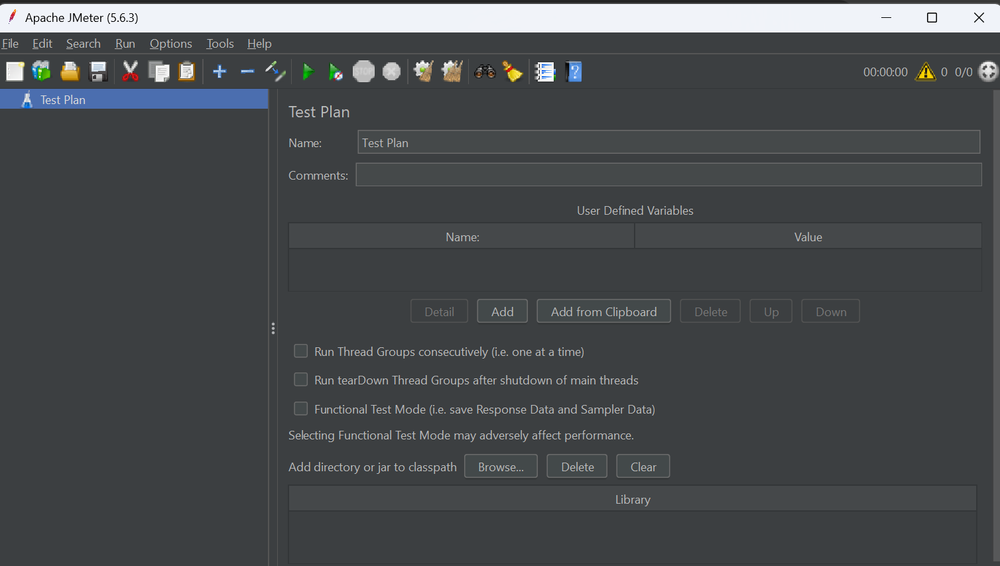 Apache JMeter (5.6.3)
File Edit Search Run Options Tools Help
STOP
?
00:00:00 0 0/0
Test Plan
Test Plan
Name: Test Plan
Comments:
User Defined Variables
Name: Value
Detail Add Add from Clipboard Delete Up Down
Run Thread Groups consecutively (i.e. one at a time)
Run tearDown Thread Groups after shutdown of main threads
Functional Test Mode (i.e. save Response Data and Sampler Data)
Selecting Functional Test Mode may adversely affect performance.
Add directory or jar to classpath Browse... Delete Clear
Library